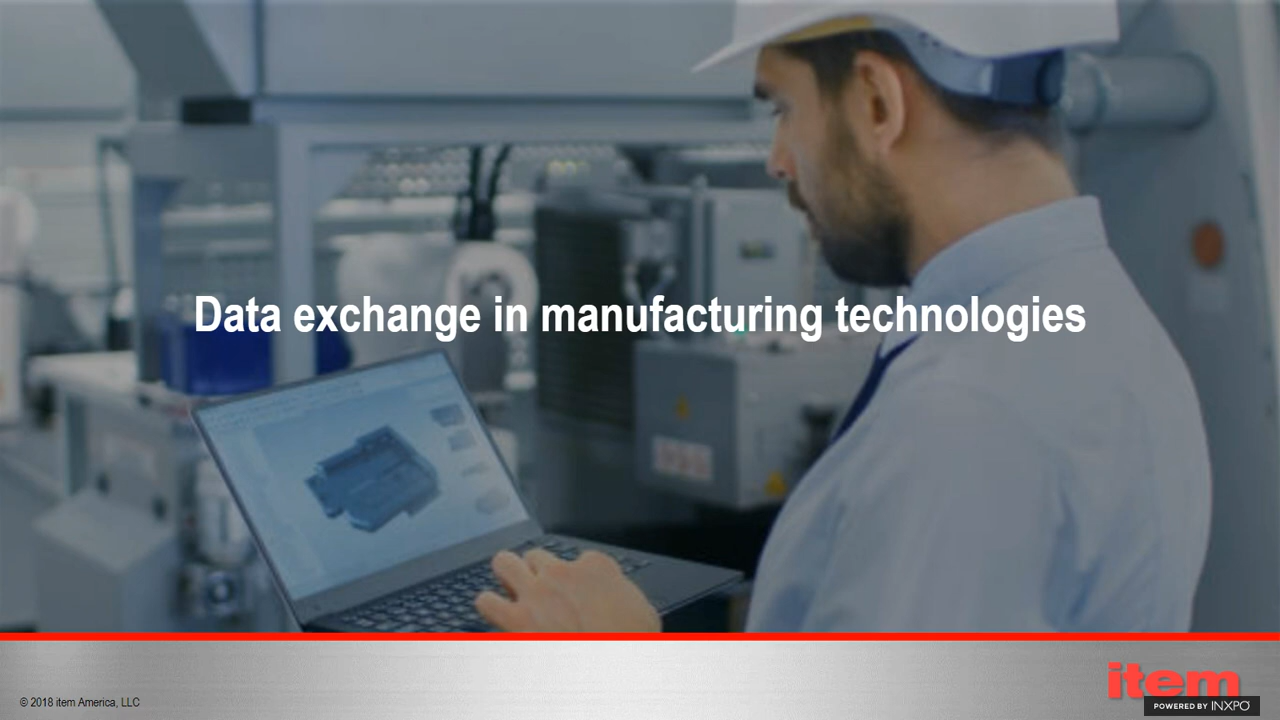 Data exchange in manufacturing technologies
© 2018 item America, LLC
item
POWERED BY INXPO